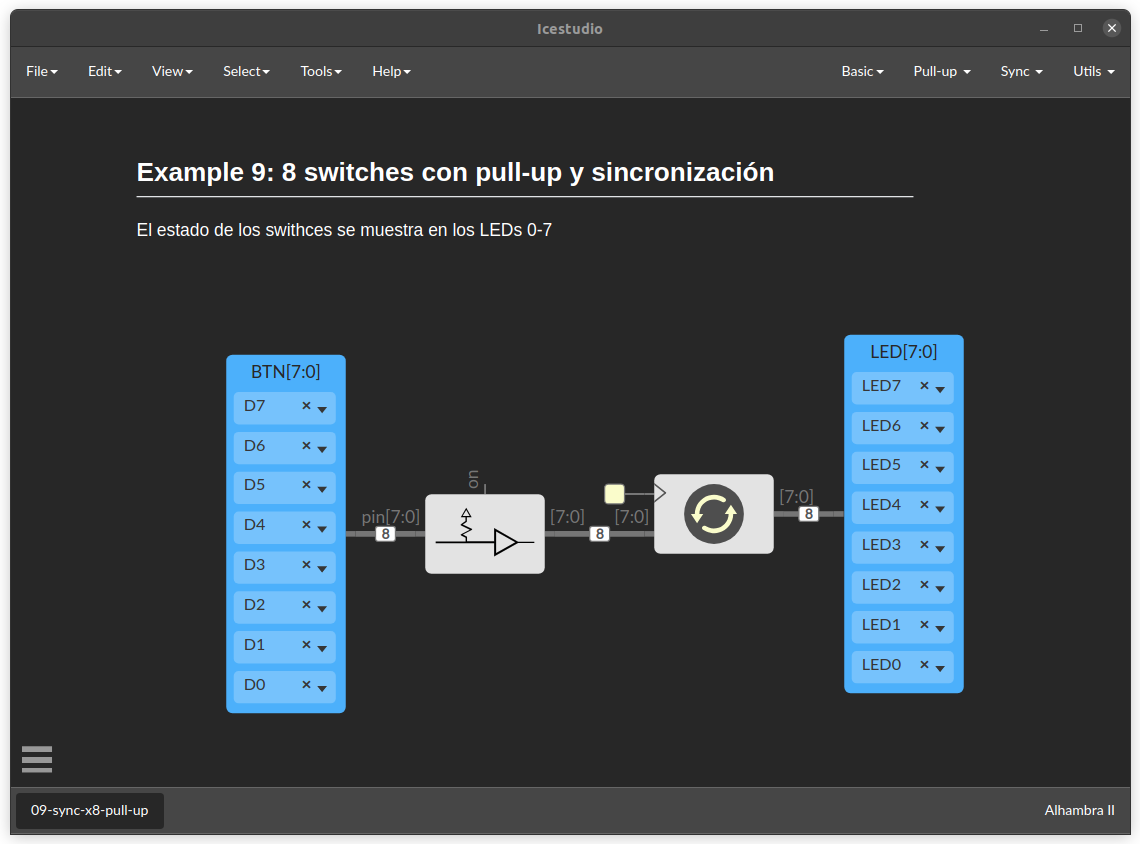 Icestudio
File Edit View Select Tools Help Basic Pull-up Sync Utils
Example 9: 8 switches con pull-up y sincronización
El estado de los swithces se muestra en los LEDs 0-7
BTN[7:0]
D7
D6
D5
D4
D3
D2
D1
D0
pin[7:0]
8
on
[7:0]
8
[7:0]
[7:0]
8
LED[7:0]
LED7
LED6
LED5
LED4
LED3
LED2
LED1
LED0
09-sync-x8-pull-up
Alhambra II